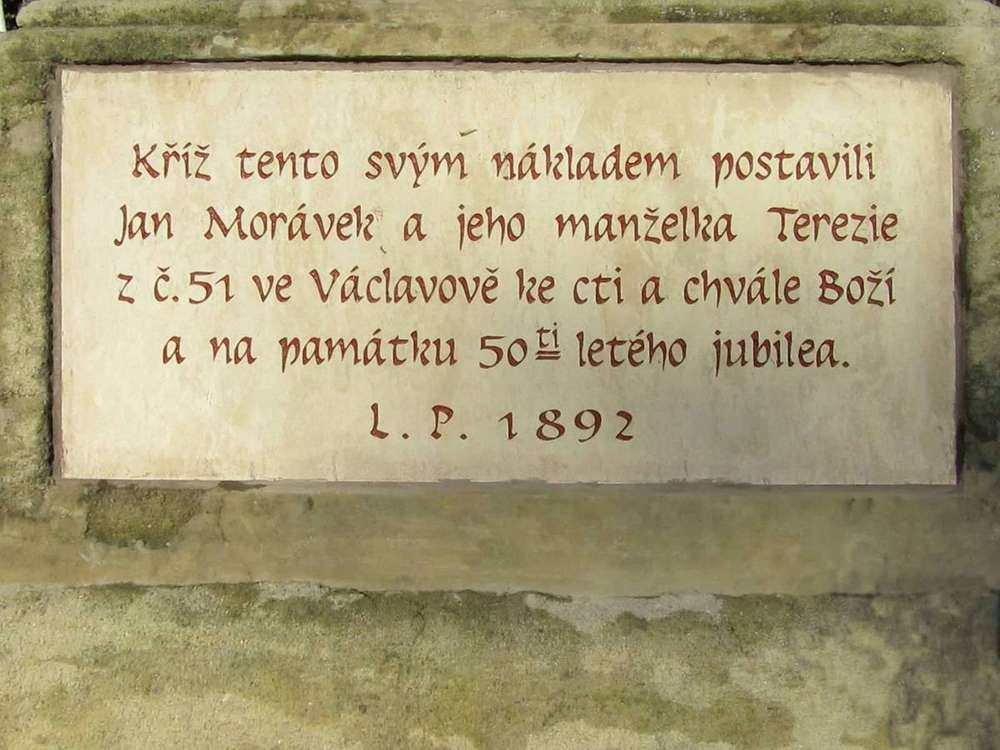 Kříž tento svým nákladem postavili
Jan Morávek a jeho manželka Terezie
z č. 51 ve Václavově ke cti a chvále Boží
a na památku 50ti letého jubilea.
L. P. 1892